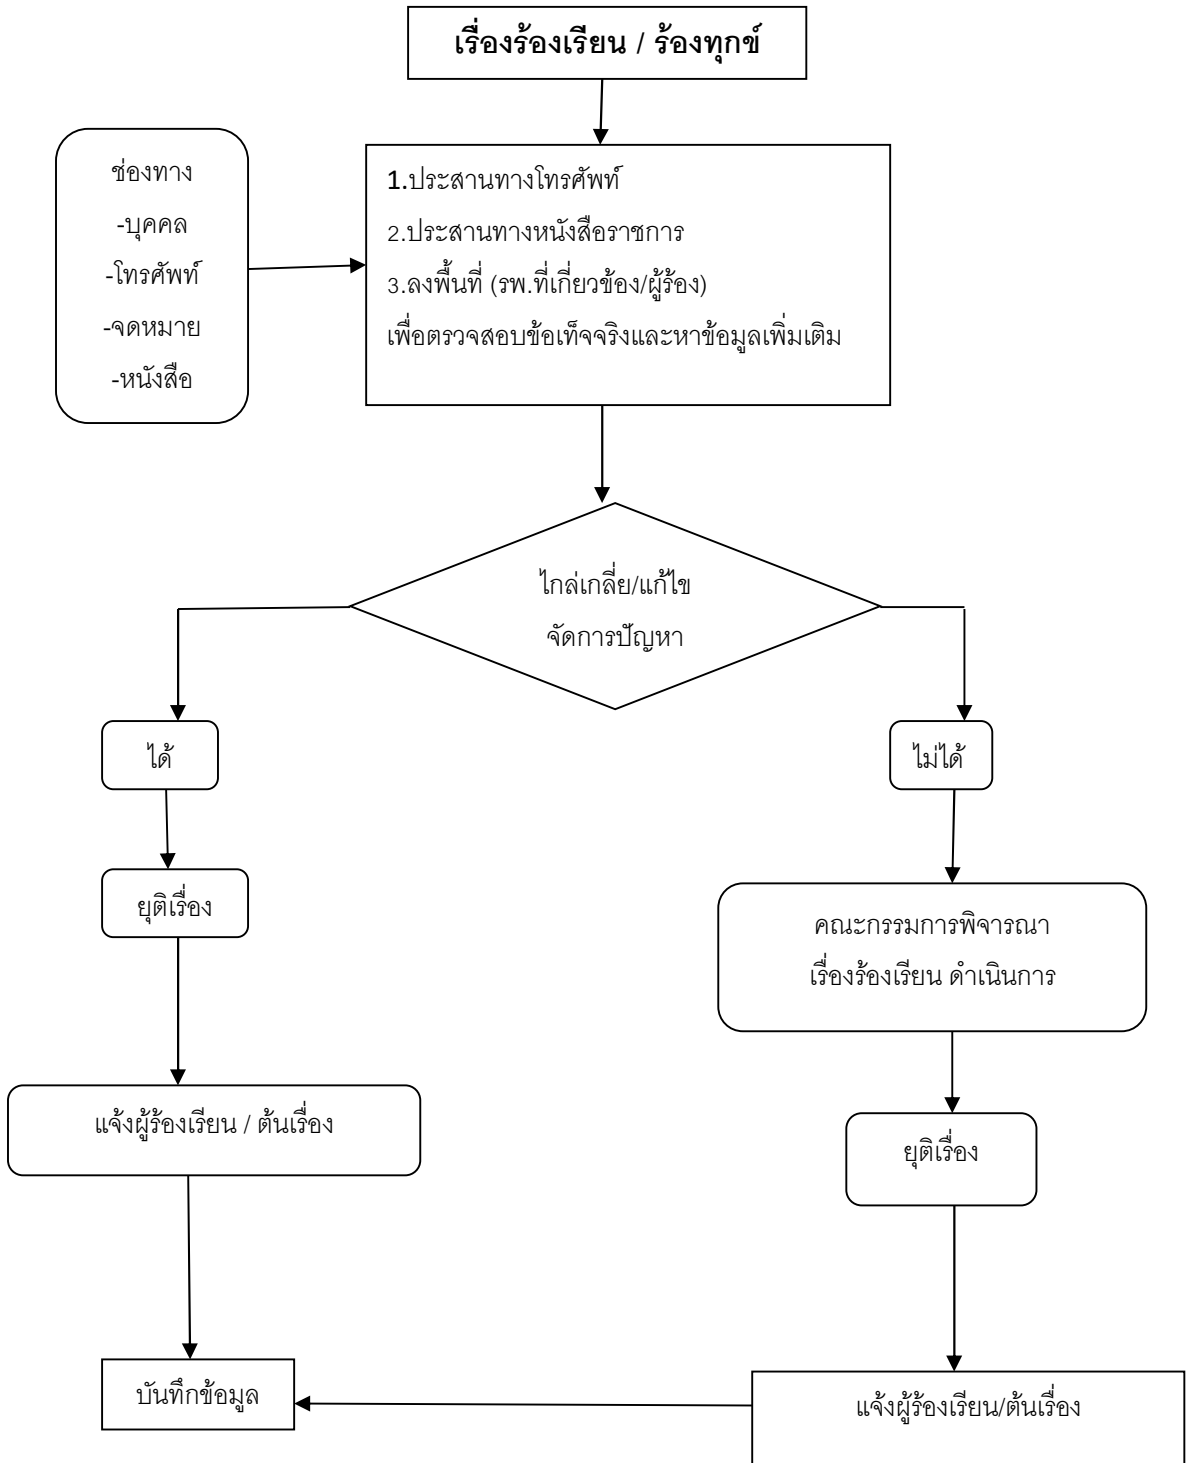 เรื่องร้องเรียน / ร้องทุกข์
ช่องทาง
-บุคคล
-โทรศัพท์
-จดหมาย
-หนังสือ
1.ประสานทางโทรศัพท์
2.ประสานทางหนังสือราชการ
3.ลงพื้นที่ (รพ.ที่เกี่ยวข้อง/ผู้ร้อง)
เพื่อตรวจสอบข้อเท็จจริงและหาข้อมูลเพิ่มเติม
ไกล่เกลี่ย/แก้ไข
จัดการปัญหา
ได้
ไม่ได้
ยุติเรื่อง
คณะกรรมการพิจารณา
เรื่องร้องเรียน ดำเนินการ
แจ้งผู้ร้องเรียน / ต้นเรื่อง
ยุติเรื่อง
บันทึกข้อมูล
แจ้งผู้ร้องเรียน/ต้นเรื่อง